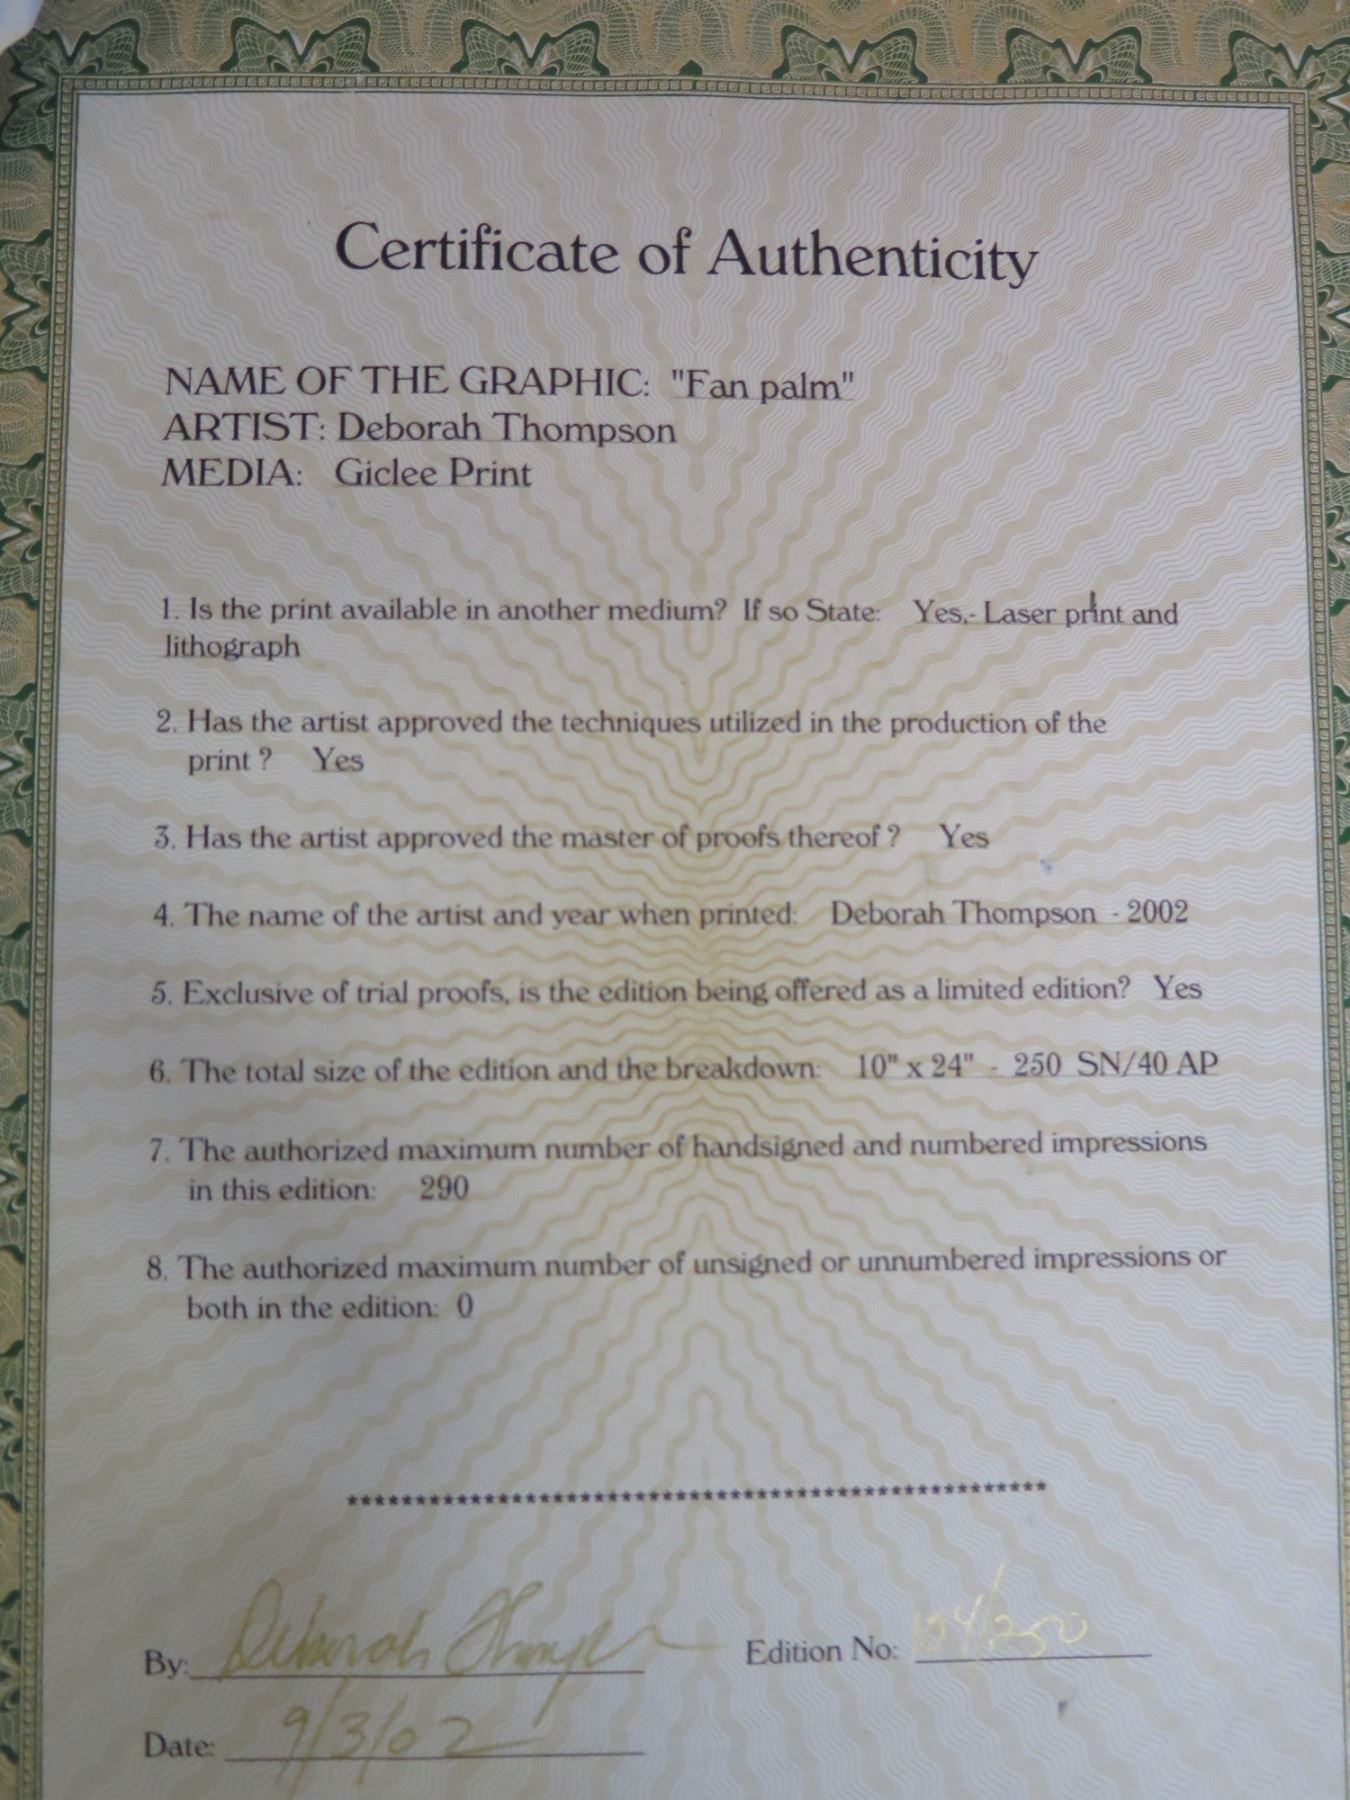 Certificate of Authenticity
NAME OF THE GRAPHIC: "Fan palm"
ARTIST: Deborah Thompson
MEDIA: Giclee Print
1. Is the print available in another medium? If so State: Yes,- Laser print and
lithograph
2. Has the artist approved the techniques utilized in the production of the
print ? Yes
3. Has the artist approved the master of proofs thereof ? Yes
4. The name of the artist and year when printed: Deborah Thompson - 2002
5. Exclusive of trial proofs, is the edition being offered as a limited edition? Yes
6. The total size of the edition and the breakdown: 10" x 24" - 250 SN/40 AP
7. The authorized maximum number of handsigned and numbered impressions
in this edition: 290
8. The authorized maximum number of unsigned or unnumbered impressions or
both in the edition: 0
****************************************************
By: Deborah Thompson Edition No:
Date: 9/3/02